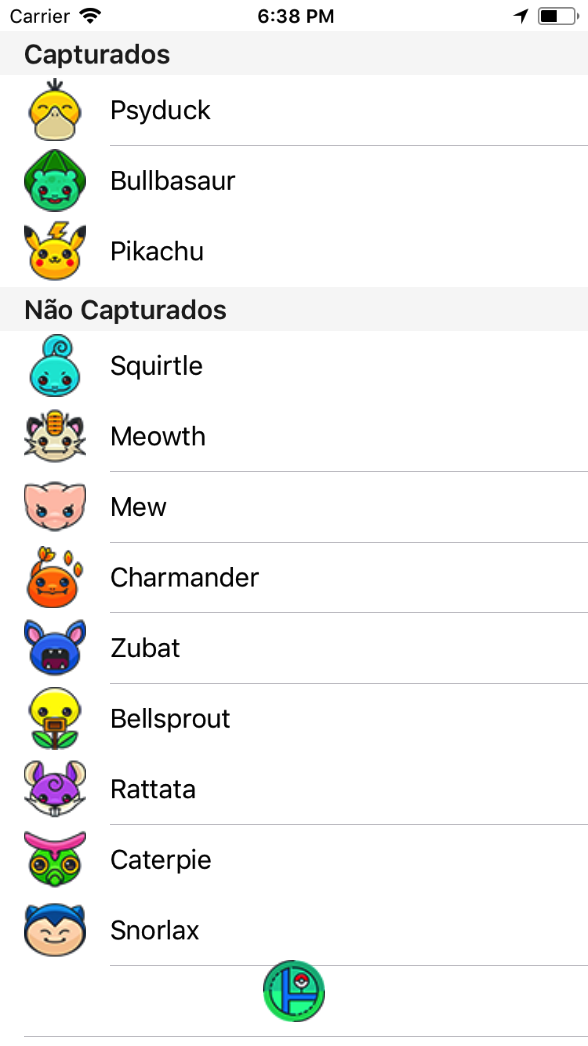 Carrier 6:38 PM
Capturados
Psyduck
Bullbasaur
Pikachu
Não Capturados
Squirtle
Meowth
Mew
Charmander
Zubat
Bellsprout
Rattata
Caterpie
Snorlax